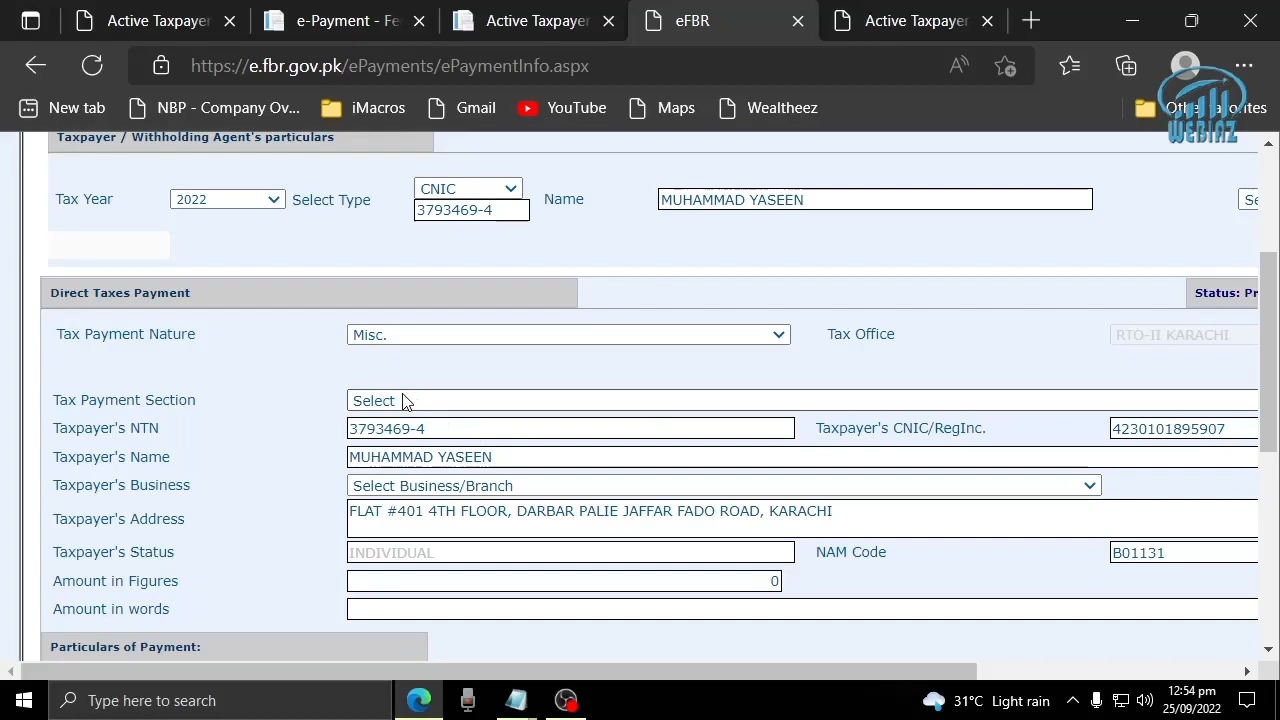 Active Taxpayer
e-Payment - Fe
Active Taxpayer
eFBR
Active Taxpayer
https://e.fbr.gov.pk/ePayments/ePaymentInfo.aspx
New tab
NBP - Company Ov...
iMacros
Gmail
YouTube
Maps
Wealtheez
Other favorites
WEBINZ
Taxpayer / Withholding Agent's particulars
Tax Year
2022
Select Type
CNIC
3793469-4
Name
MUHAMMAD YASEEN
Se
Direct Taxes Payment
Status: Pr
Tax Payment Nature
Misc.
Tax Office
RTO-II KARACHI
Tax Payment Section
Select
Taxpayer's NTN
3793469-4
Taxpayer's CNIC/RegInc.
4230101895907
Taxpayer's Name
MUHAMMAD YASEEN
Taxpayer's Business
Select Business/Branch
Taxpayer's Address
FLAT #401 4TH FLOOR, DARBAR PALIE JAFFAR FADO ROAD, KARACHI
Taxpayer's Status
INDIVIDUAL
NAM Code
B01131
Amount in Figures
0
Amount in words
Particulars of Payment:
Type here to search
31°C Light rain
12:54 pm
25/09/2022